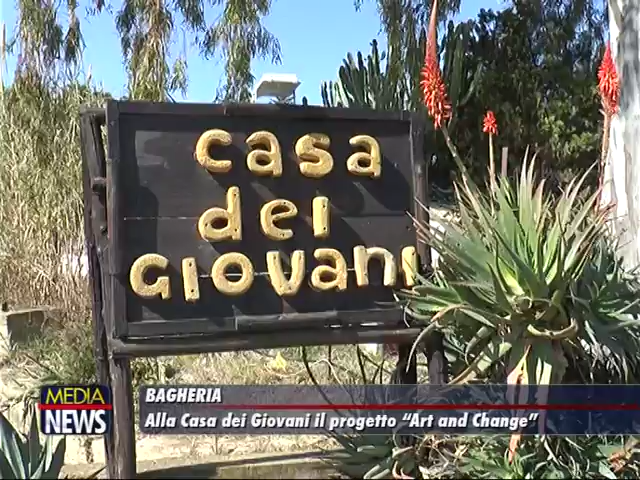 casa
dei
GIOVANI
MEDIA
NEWS
BAGHERIA
Alla Casa dei Giovani il progetto “Art and Change”